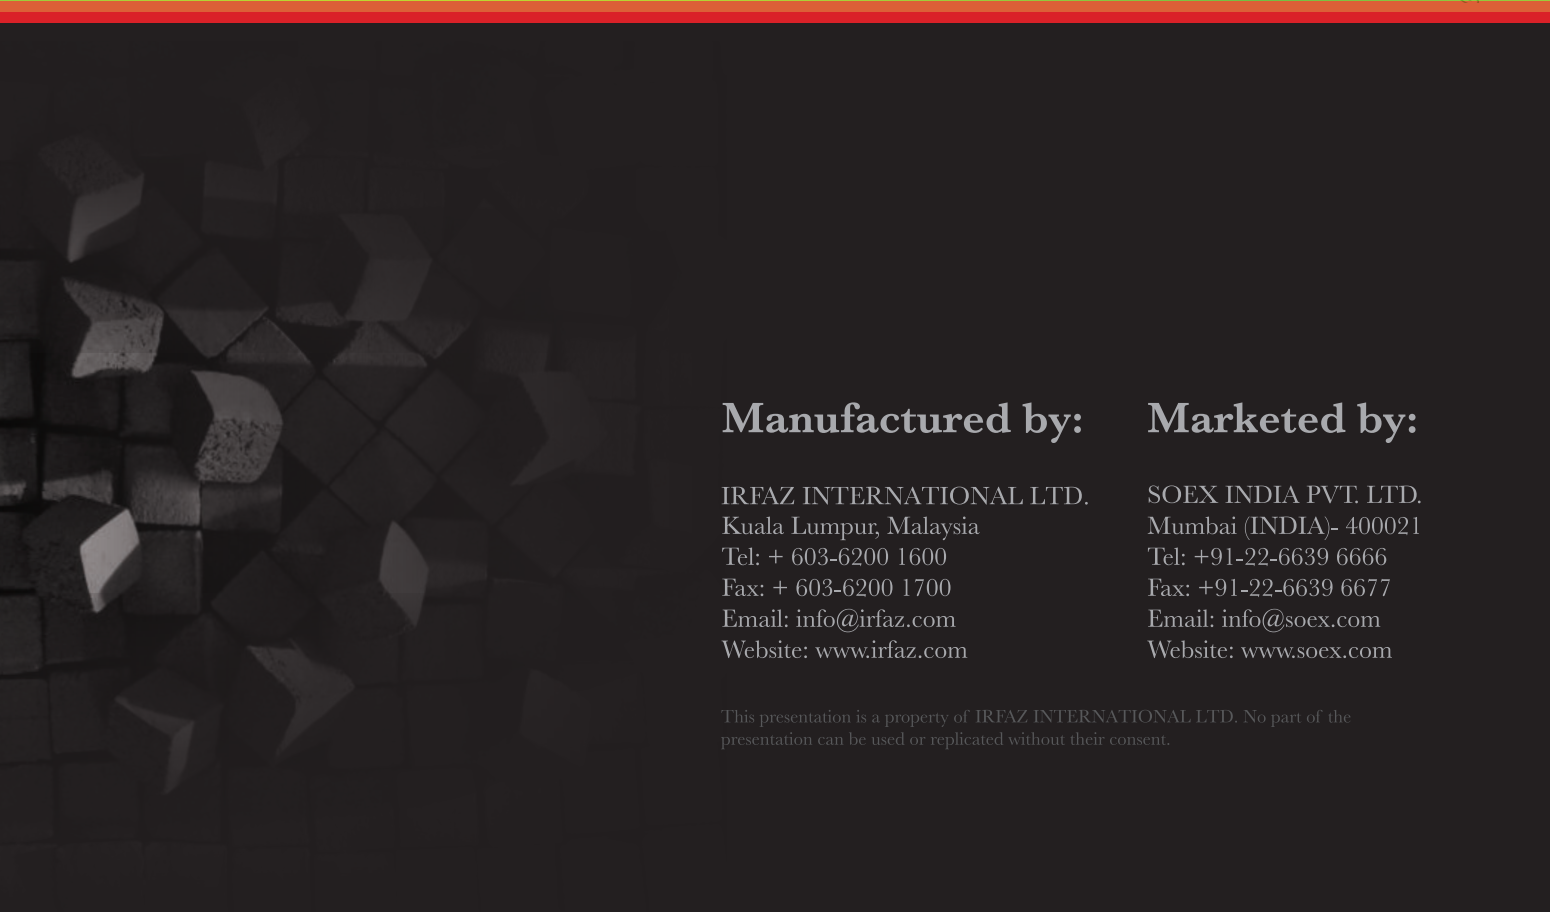 Manufactured by:
IRFAZ INTERNATIONAL LTD.
Kuala Lumpur, Malaysia
Tel: + 603-6200 1600
Fax: + 603-6200 1700
Email: info@irfaz.com
Website: www.irfaz.com
Marketed by:
SOEX INDIA PVT. LTD.
Mumbai (INDIA)- 400021
Tel: +91-22-6639 6666
Fax: +91-22-6639 6677
Email: info@soex.com
Website: www.soex.com
This presentation is a property of IRFAZ INTERNATIONAL LTD. No part of the
presentation can be used or replicated without their consent.